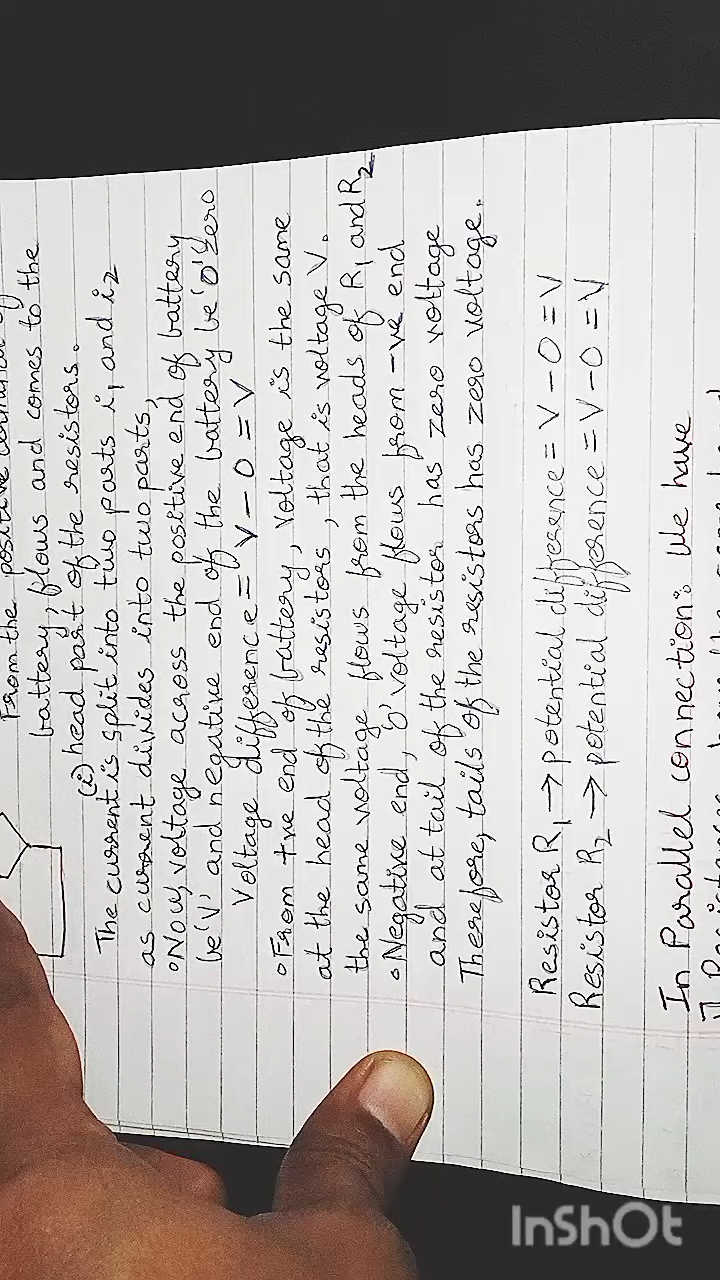 From the positive terminal of
battery, flows and comes to the
(i) head part of the resistors.
The current is split into two parts i1 and i2
as current divides into two parts,
• Now, voltage across the positive end of battery
be 'V' and negative end of the battery be '0' zero
Voltage difference = V - 0 = V
• From +ve end of battery, voltage is the same
at the head of the resistors, that is voltage V.
the same voltage flows from the heads of R1 and R2
• Negative end, '0' voltage flows from -ve end
and at tail of the resistor has zero voltage
Therefore, tails of the resistors has zero voltage.
Resistor R1 → potential difference = V - 0 = V
Resistor R2 → potential difference = V - 0 = V
In Parallel connection: We have
InShOt